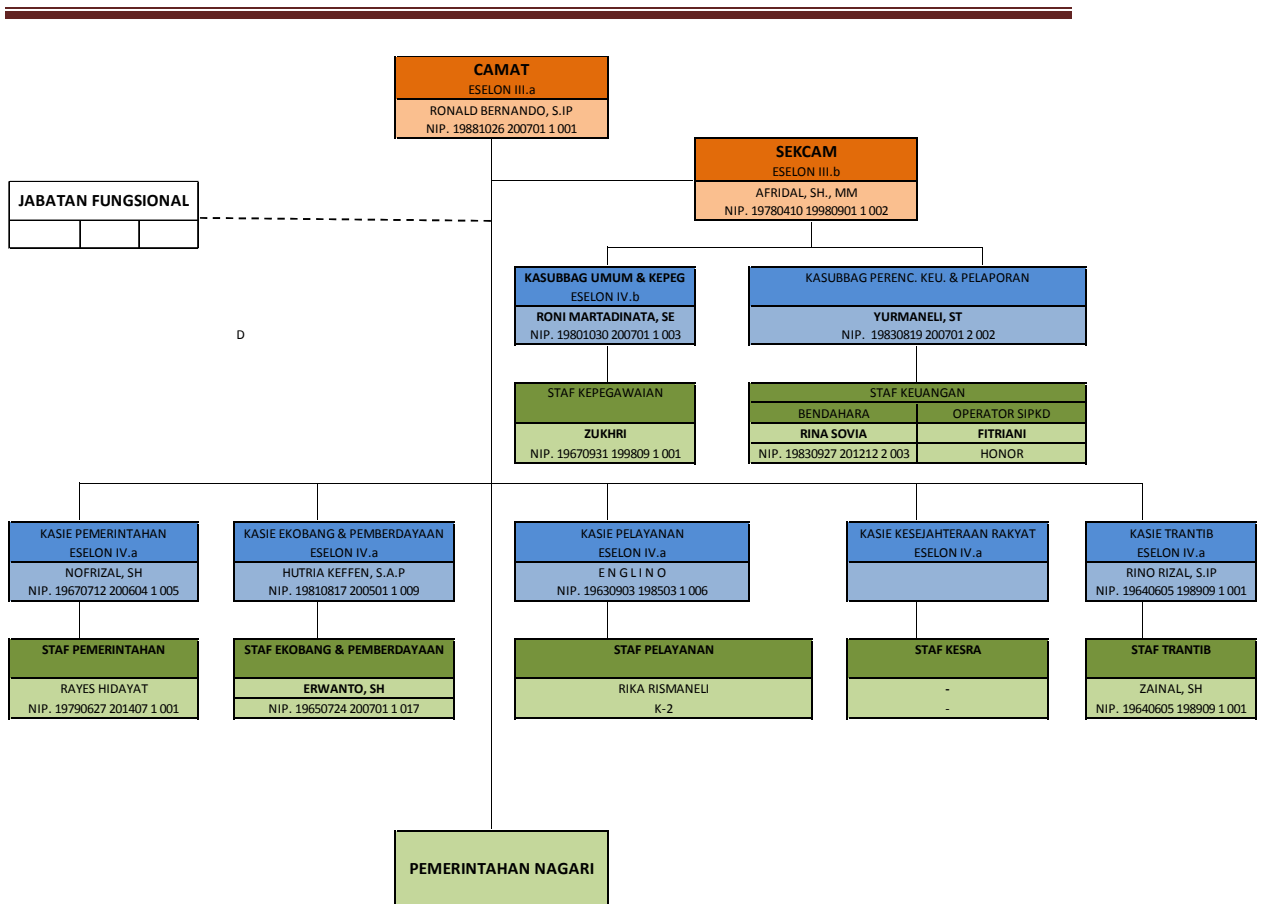 CAMAT
ESELON III.a
RONALD BERNANDO, S.IP
NIP. 19881026 200701 1 001
SEKCAM
ESELON III.b
AFRIDAL, SH., MM
NIP. 19780410 19980901 1 002
JABATAN FUNGSIONAL
KASUBBAG UMUM & KEPEG
ESELON IV.b
RONI MARTADINATA, SE
NIP. 19801030 200701 1 003
KASUBBAG PERENC. KEU. & PELAPORAN
YURMANELI, ST
NIP. 19830819 200701 2 002
D
STAF KEPEGAWAIAN
ZUKHRI
NIP. 19670931 199809 1 001
STAF KEUANGAN
BENDAHARA
OPERATOR SIPKD
RINA SOVIA
FITRIANI
NIP. 19830927 201212 2 003
HONOR
KASIE PEMERINTAHAN
ESELON IV.a
NOFRIZAL, SH
NIP. 19670712 200604 1 005
KASIE EKOBANG & PEMBERDAYAAN
ESELON IV.a
HUTRIA KEFFEN, S.A.P
NIP. 19810817 200501 1 009
KASIE PELAYANAN
ESELON IV.a
E N G L I N O
NIP. 19630903 198503 1 006
KASIE KESEJAHTERAAN RAKYAT
ESELON IV.a
KASIE TRANTIB
ESELON IV.a
RINO RIZAL, S.IP
NIP. 19640605 198909 1 001
STAF PEMERINTAHAN
RAYES HIDAYAT
NIP. 19790627 201407 1 001
STAF EKOBANG & PEMBERDAYAAN
ERWANTO, SH
NIP. 19650724 200701 1 017
STAF PELAYANAN
RIKA RISMANELI
K-2
STAF KESRA
-
-
STAF TRANTIB
ZAINAL, SH
NIP. 19640605 198909 1 001
PEMERINTAHAN NAGARI